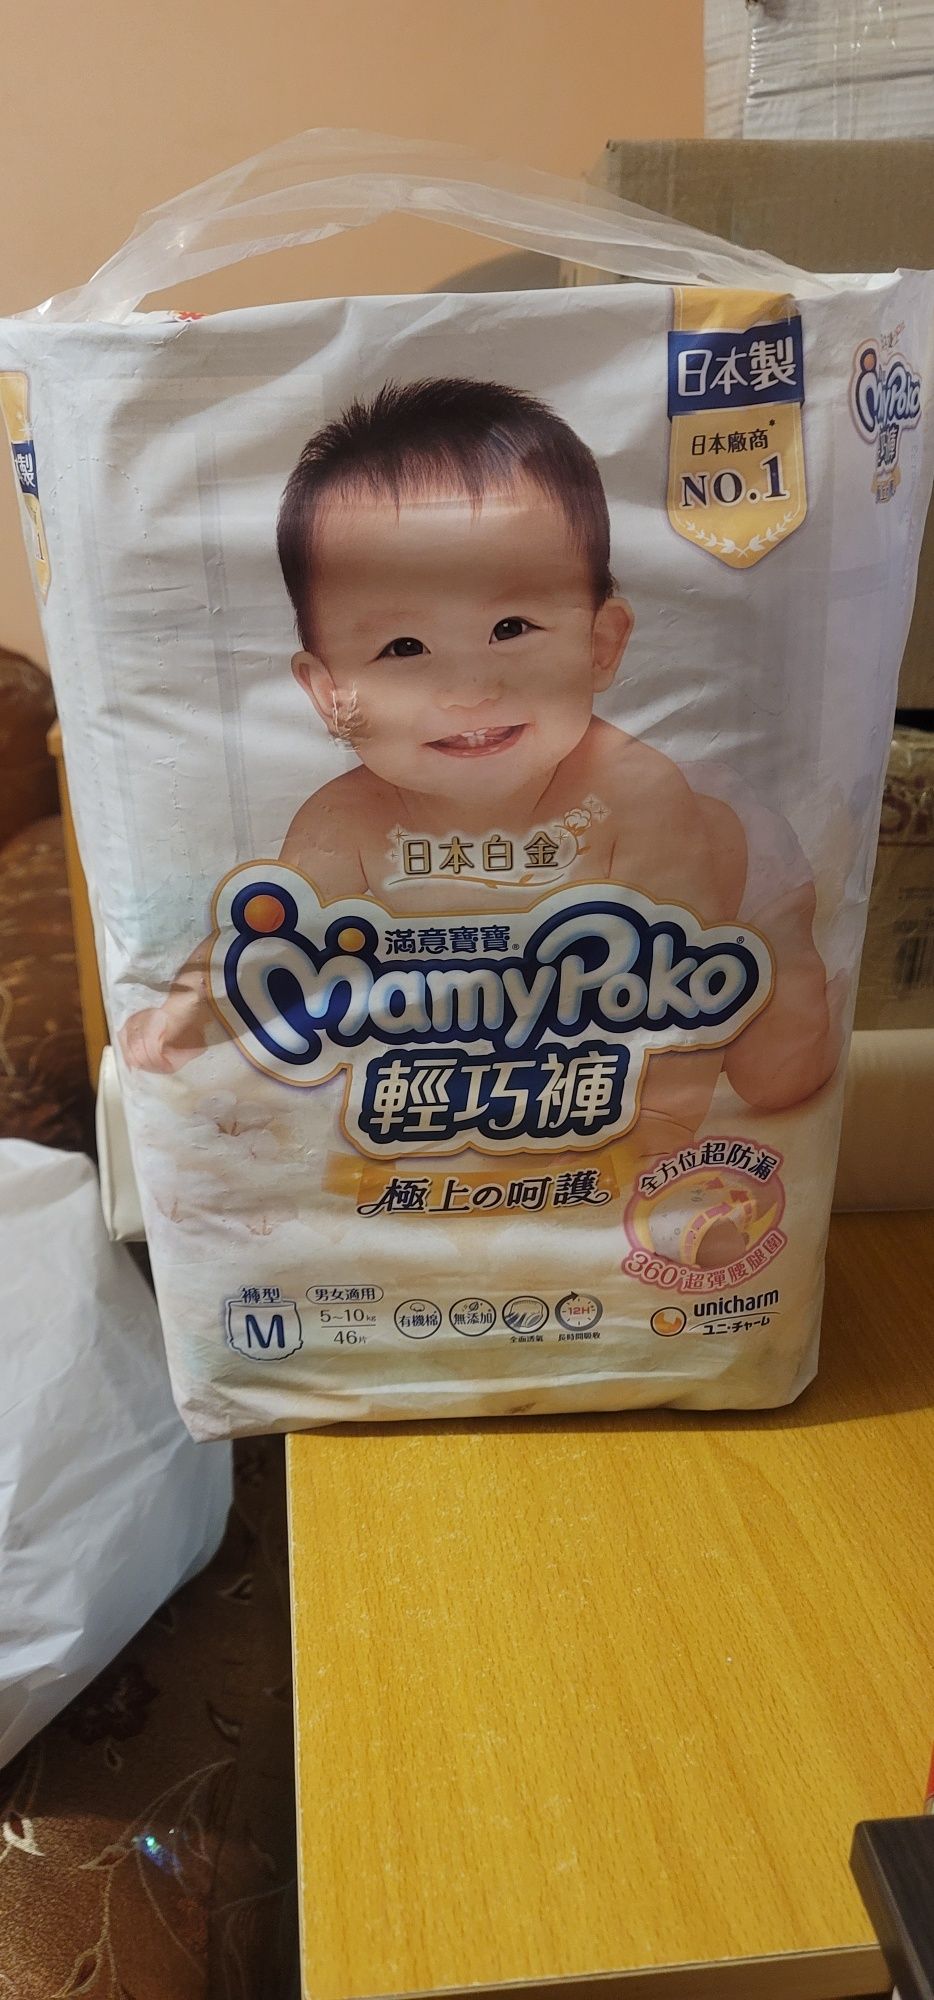 日本製
日本廠商*
NO.1
MamyPoko
製
1
日本白金
滿意寶寶®
MamyPoko®
輕巧褲
極上の呵護
全方位超防漏
360°超彈腰腿圍
褲型
M
男女適用
5~10kg
46片
有機棉
無添加
全面透氣
12H
長時間吸收
unicharm
ユニ・チャーム